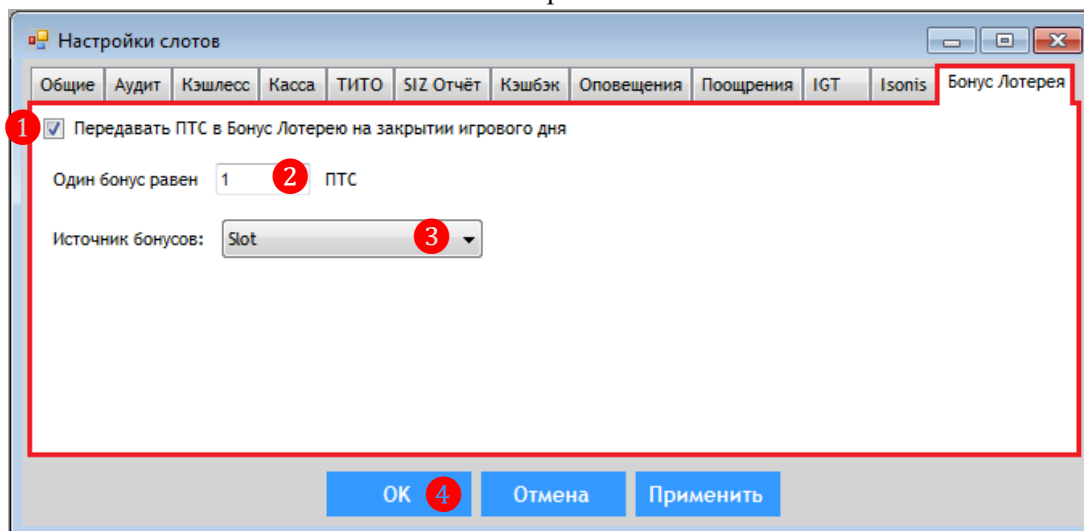 Настройки слотов
Общие Аудит Кэшлесс Касса ТИТО SIZ Отчёт Кэшбэк Оповещения Поощрения IGT Isonis Бонус Лотерея
1 Передавать ПТС в Бонус Лотерею на закрытии игрового дня
Один бонус равен 1 2 ПТС
Источник бонусов: Slot 3
OK 4 Отмена Применить